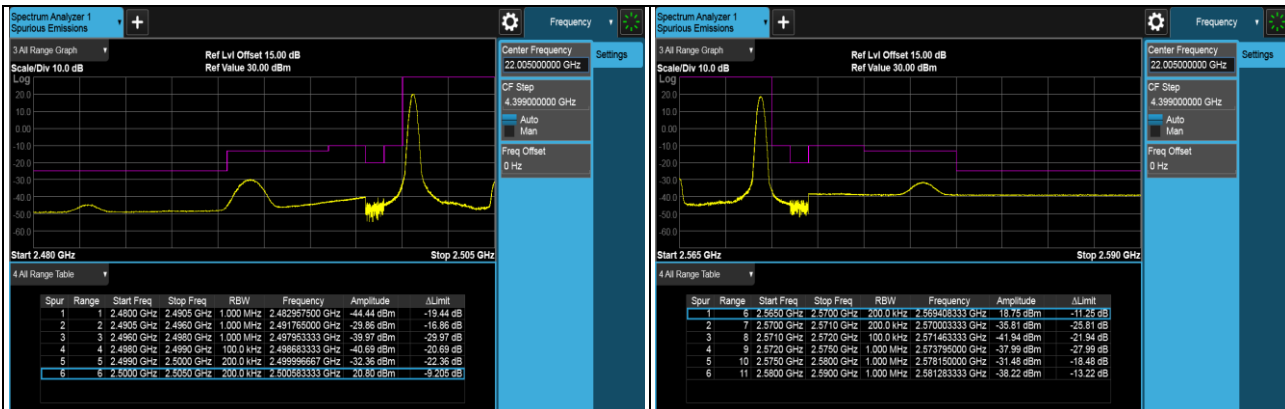 Spectrum Analyzer 1
Spurious Emissions
+
Frequency
3 All Range Graph
Scale/Div 10.0 dB
Ref Lvl Offset 15.00 dB
Ref Value 30.00 dBm
Log
20.0
10.0
0.00
-10.0
-20.0
-30.0
-40.0
-50.0
-60.0
Start 2.480 GHz
Stop 2.505 GHz
Center Frequency
22.005000000 GHz
Settings
CF Step
4.399000000 GHz
Auto
Man
Freq Offset
0 Hz
4 All Range Table
Spur Range Start Freq Stop Freq RBW Frequency Amplitude ΔLimit
1 1 2.4800 GHz 2.4905 GHz 1.000 MHz 2.482957500 GHz -44.44 dBm -19.44 dB
2 2 2.4905 GHz 2.4960 GHz 1.000 MHz 2.491765000 GHz -29.86 dBm -16.86 dB
3 3 2.4960 GHz 2.4980 GHz 1.000 MHz 2.497953333 GHz -39.97 dBm -29.97 dB
4 4 2.4980 GHz 2.4990 GHz 100.0 kHz 2.498683333 GHz -40.69 dBm -20.69 dB
5 5 2.4990 GHz 2.5000 GHz 200.0 kHz 2.499996667 GHz -32.36 dBm -22.36 dB
6 6 2.5000 GHz 2.5050 GHz 200.0 kHz 2.500583333 GHz 20.80 dBm -9.205 dB
Spectrum Analyzer 1
Spurious Emissions
+
Frequency
3 All Range Graph
Scale/Div 10.0 dB
Ref Lvl Offset 15.00 dB
Ref Value 30.00 dBm
Log
20.0
10.0
0.00
-10.0
-20.0
-30.0
-40.0
-50.0
-60.0
Start 2.565 GHz
Stop 2.590 GHz
Center Frequency
22.005000000 GHz
Settings
CF Step
4.399000000 GHz
Auto
Man
Freq Offset
0 Hz
4 All Range Table
Spur Range Start Freq Stop Freq RBW Frequency Amplitude ΔLimit
1 6 2.5650 GHz 2.5700 GHz 200.0 kHz 2.569408333 GHz 18.75 dBm -11.25 dB
2 7 2.5700 GHz 2.5710 GHz 200.0 kHz 2.570003333 GHz -35.81 dBm -25.81 dB
3 8 2.5710 GHz 2.5720 GHz 100.0 kHz 2.571463333 GHz -41.94 dBm -21.94 dB
4 9 2.5720 GHz 2.5750 GHz 1.000 MHz 2.573795000 GHz -37.99 dBm -27.99 dB
5 10 2.5750 GHz 2.5800 GHz 1.000 MHz 2.578150000 GHz -31.48 dBm -18.48 dB
6 11 2.5800 GHz 2.5900 GHz 1.000 MHz 2.581283333 GHz -38.22 dBm -13.22 dB